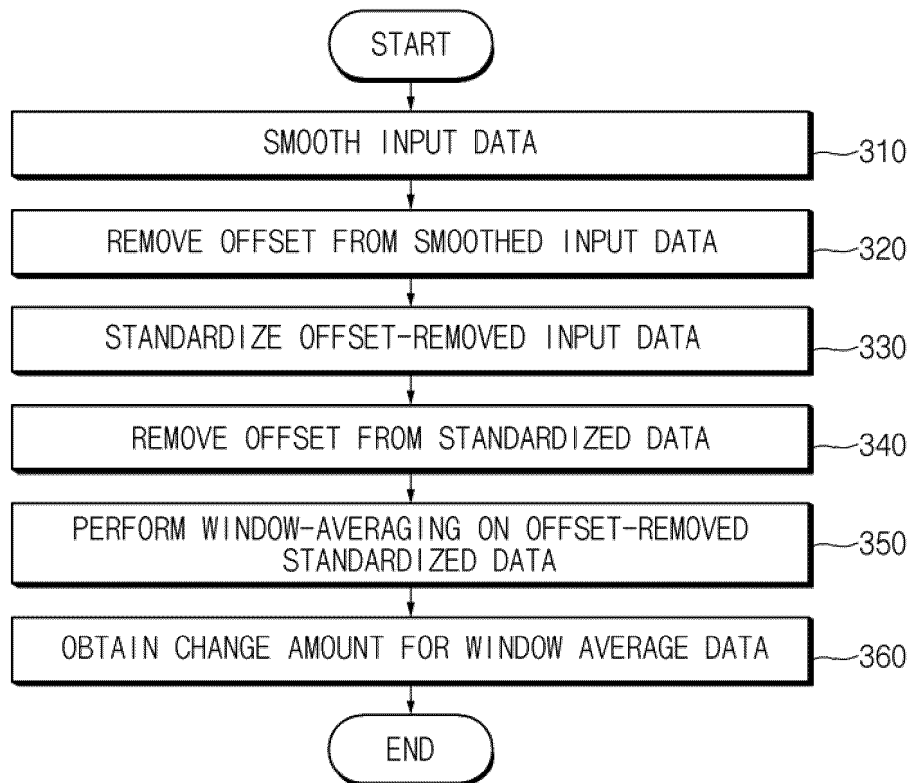 START
SMOOTH INPUT DATA
310
REMOVE OFFSET FROM SMOOTHED INPUT DATA
320
STANDARDIZE OFFSET-REMOVED INPUT DATA
330
REMOVE OFFSET FROM STANDARDIZED DATA
340
PERFORM WINDOW-AVERAGING ON OFFSET-REMOVED
STANDARDIZED DATA
350
OBTAIN CHANGE AMOUNT FOR WINDOW AVERAGE DATA
360
END